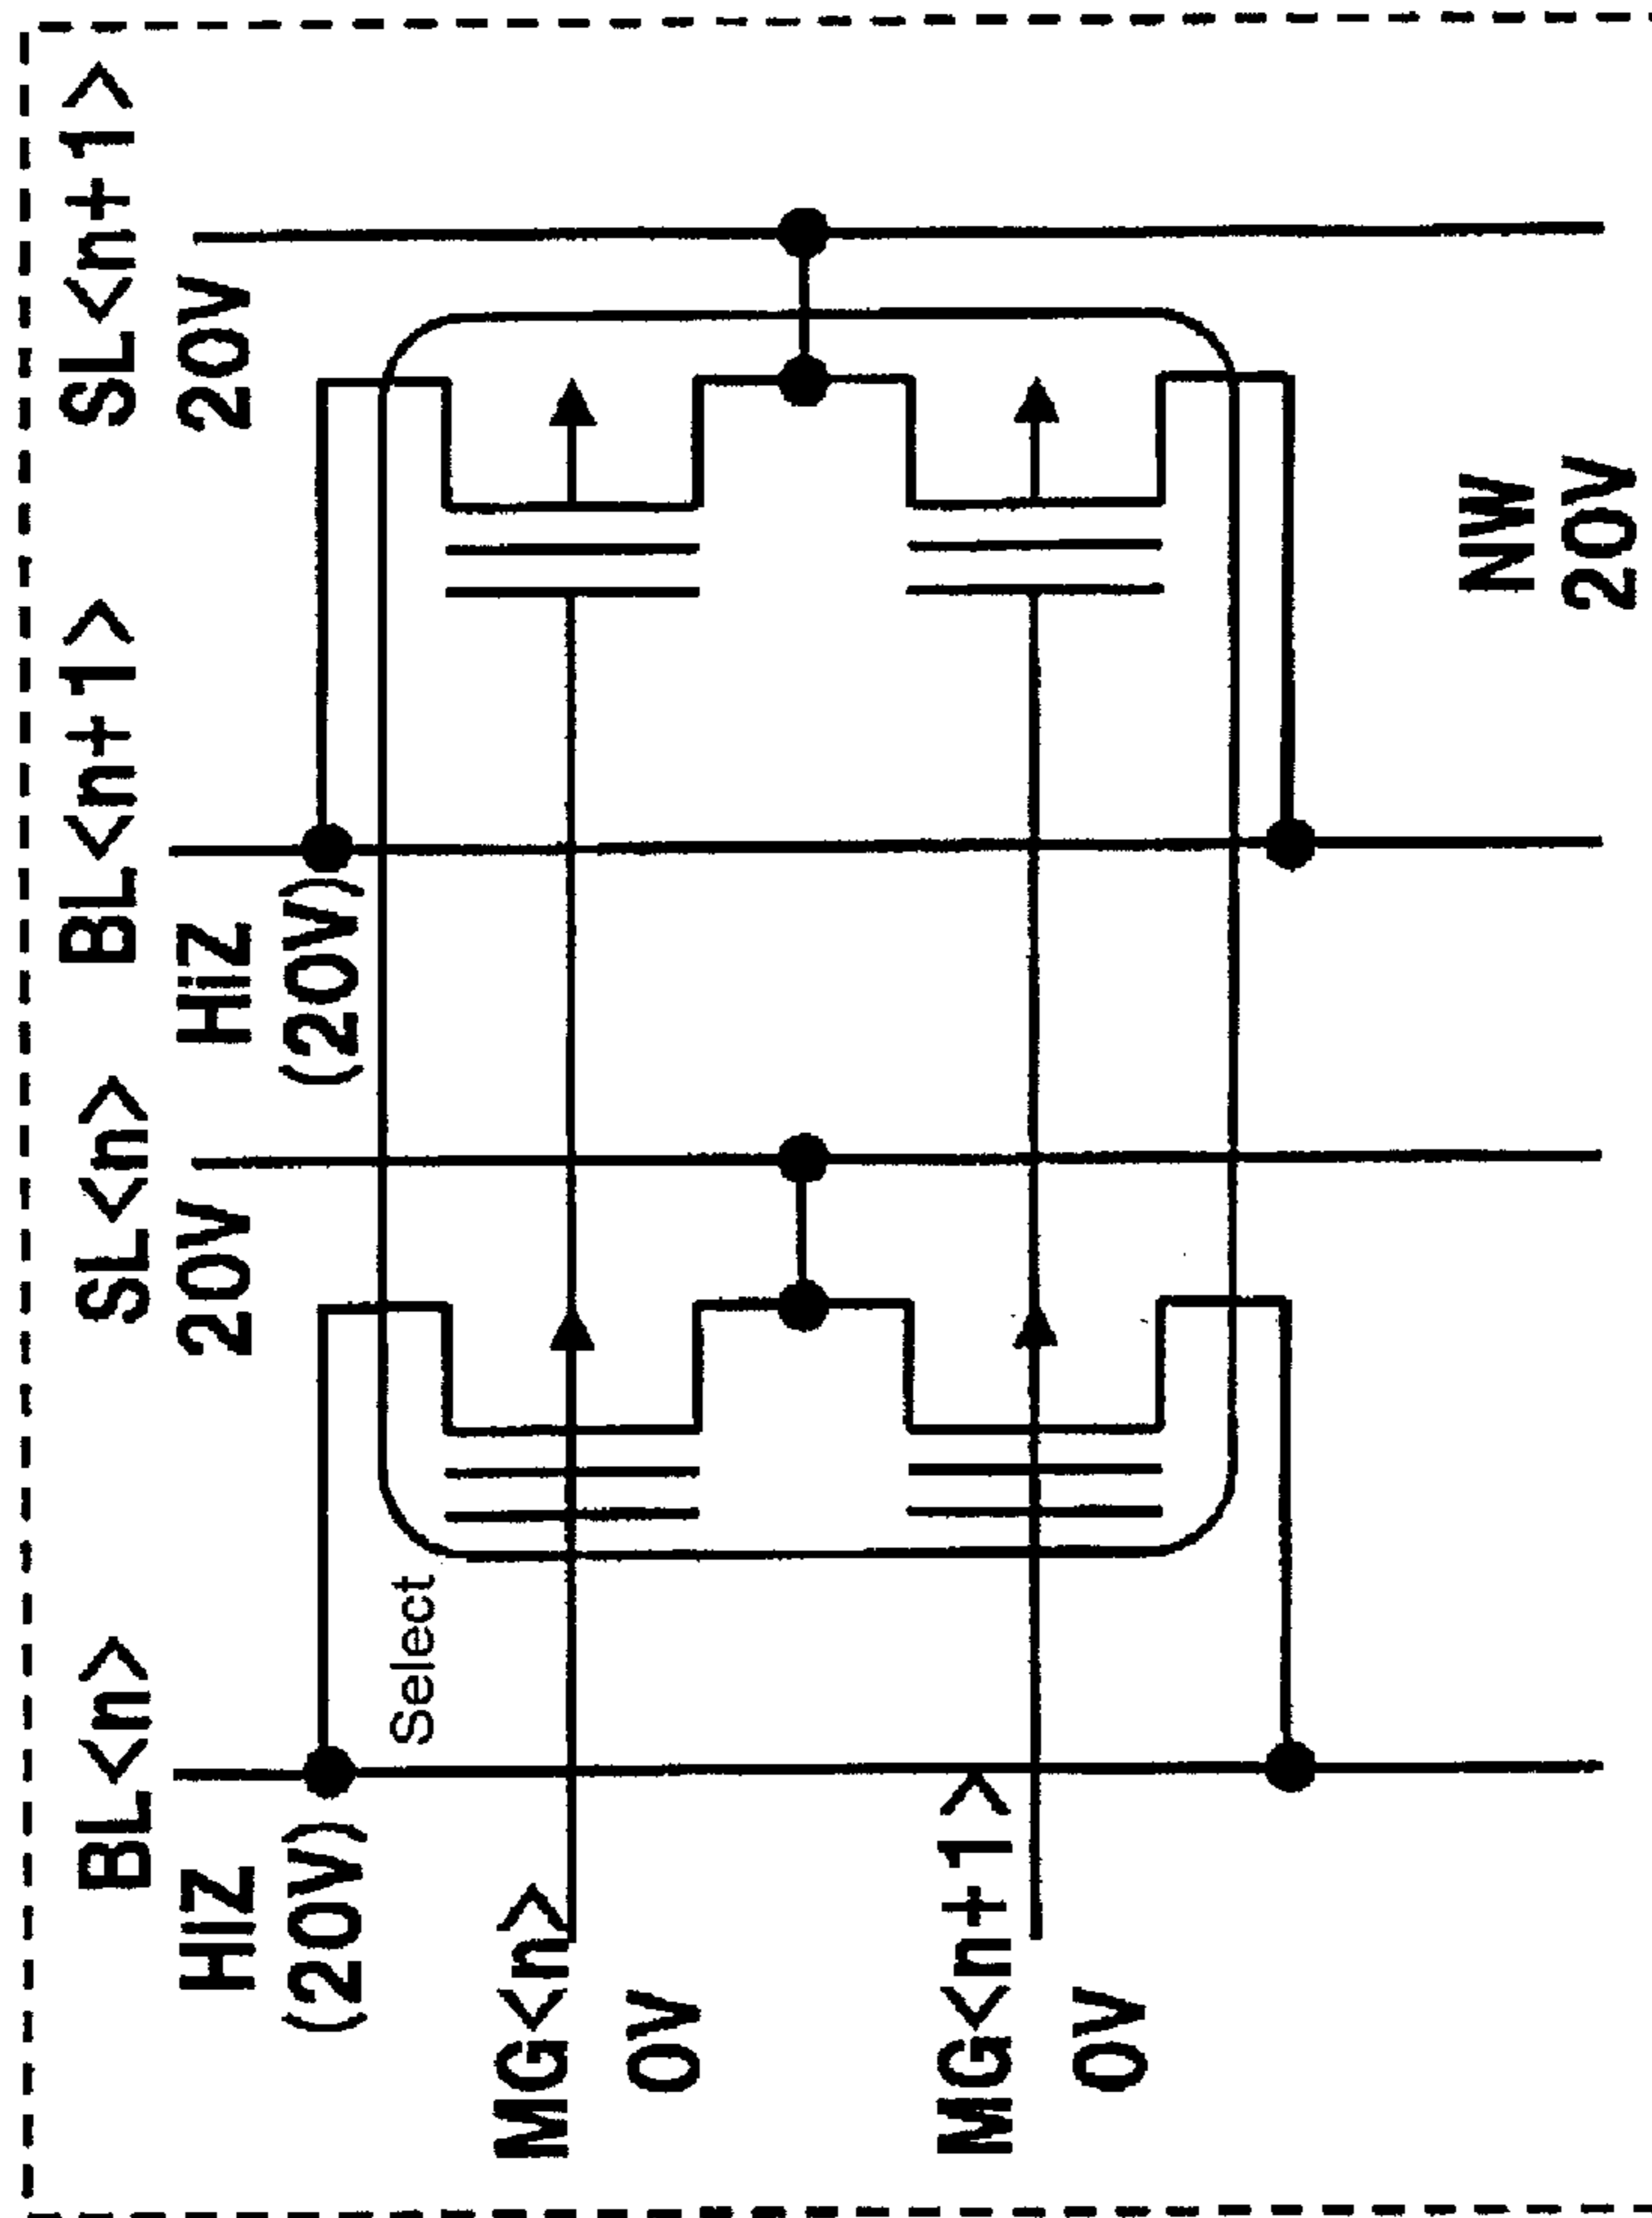 BL<n>
SL<n>
BL<n+1>
SL<n+1>
HIZ
20V
HiZ
20V
(20V)
(20V)
Select
MG<n>
0V
MG<n+1>
0V
NW
20V